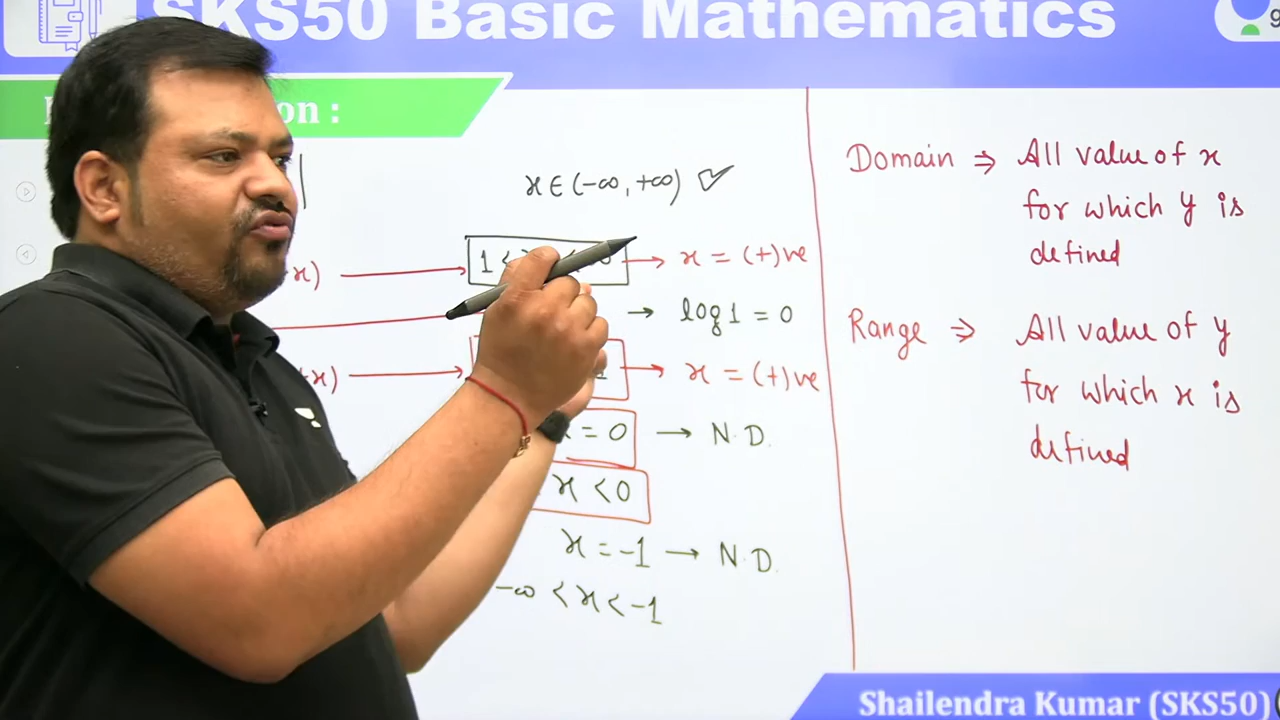 SKS50 Basic Mathematics
on :
x ∈ (-∞, +∞) ✓
x) → 1 < → x = (+)ve
→ log 1 = 0
+x) → → x = (+)ve
x = 0 → N.D.
x < 0
x = -1 → N.D.
-∞ < x < -1
Domain ⇒ All value of x
for which y is
defined
Range ⇒ All value of y
for which x is
defined
Shailendra Kumar (SKS50)